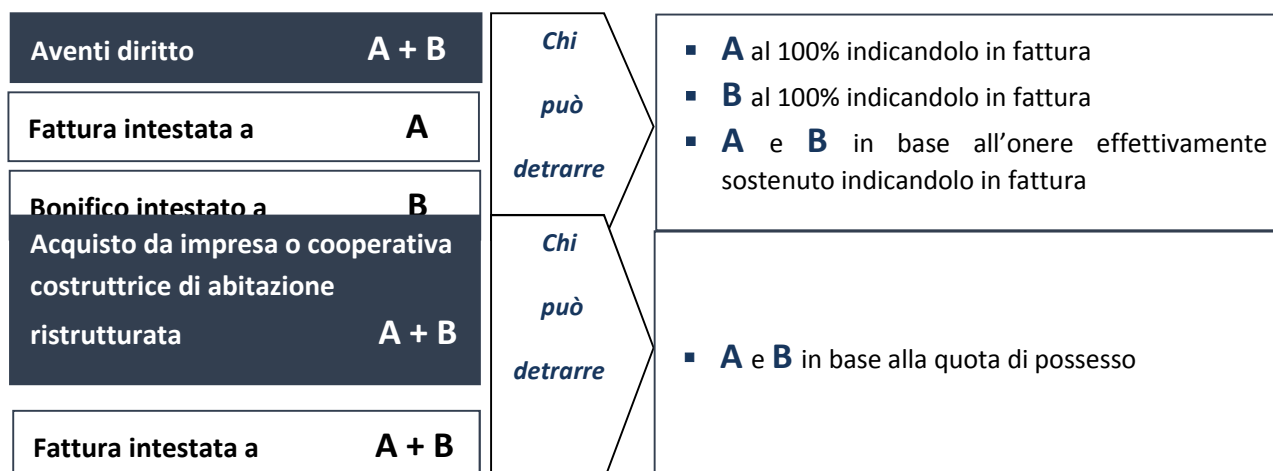 Aventi diritto A + B
Fattura intestata a A
Bonifico intestato a B
Chi
può
detrarre
▪ A al 100% indicandolo in fattura
▪ B al 100% indicandolo in fattura
▪ A e B in base all'onere effettivamente
sostenuto indicandolo in fattura
Acquisto da impresa o cooperativa
costruttrice di abitazione
ristrutturata A + B
Fattura intestata a A + B
Chi
può
detrarre
▪ A e B in base alla quota di possesso